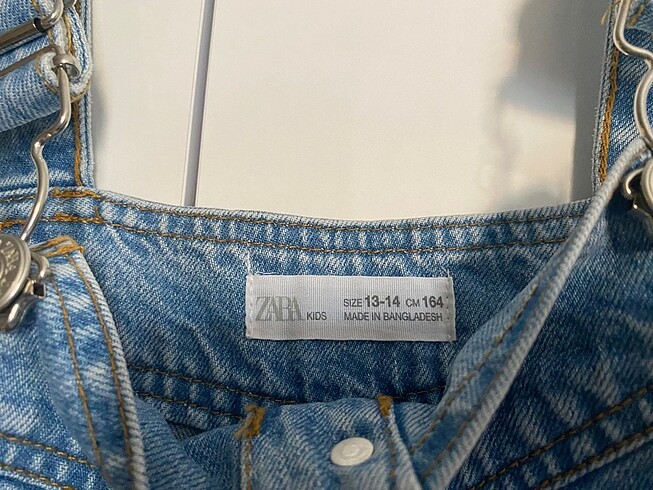 ZARA KIDS
SIZE 13-14 CM 164
MADE IN BANGLADESH